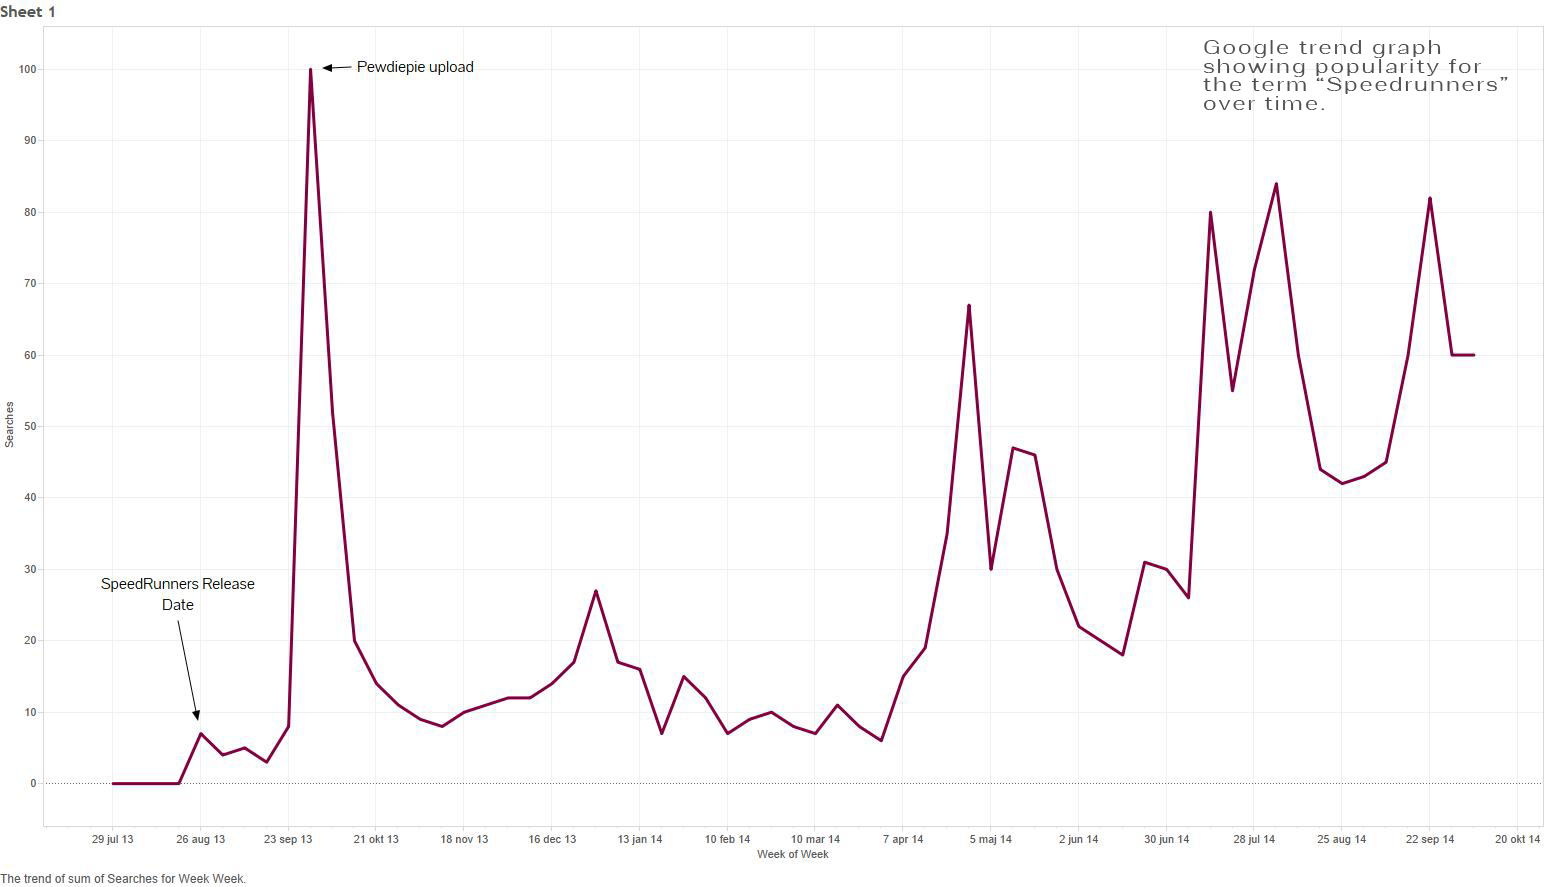 Sheet 1
Google trend graph
showing popularity for
the term “Speedrunners”
over time.
Pewdiepie upload
SpeedRunners Release
Date
Searches
100
90
80
70
60
50
40
30
20
10
0
29 jul 13
26 aug 13
23 sep 13
21 okt 13
18 nov 13
16 dec 13
13 jan 14
10 feb 14
10 mar 14
7 apr 14
5 maj 14
2 jun 14
30 jun 14
28 jul 14
25 aug 14
22 sep 14
20 okt 14
Week of Week
The trend of sum of Searches for Week Week.